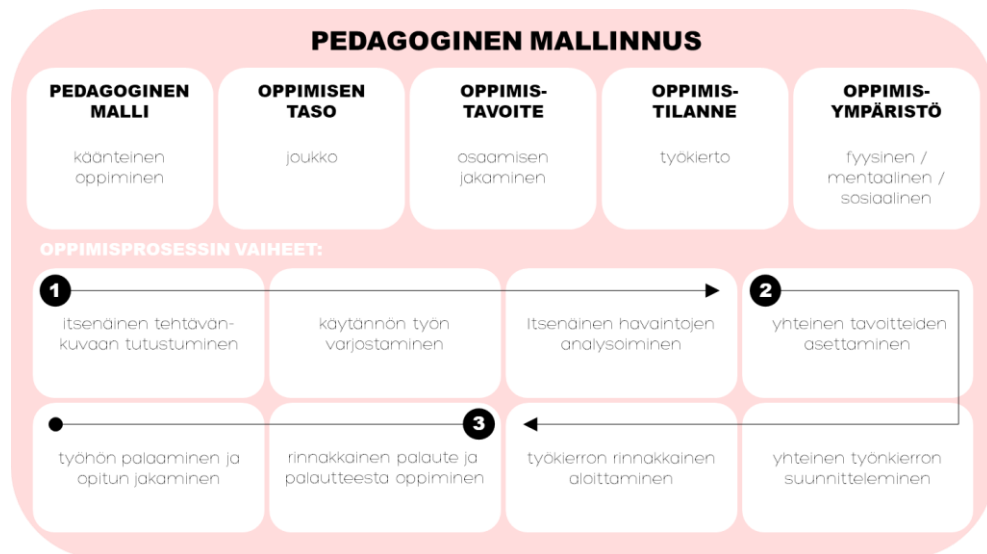 PEDAGOGINEN MALLINNUS
PEDAGOGINEN
MALLI
käänteinen
oppiminen
OPPIMISEN
TASO
joukko
OPPIMIS-
TAVOITE
osaamisen
jakaminen
OPPIMIS-
TILANNE
työkierto
OPPIMIS-
YMPÄRISTÖ
fyysinen /
mentaalinen /
sosiaalinen
OPPIMISPROSESSIN VAIHEET:
1
itsenäinen tehtävän-
kuvaan tutustuminen
käytännön työn
varjostaminen
Itsenäinen havaintojen
analysoiminen
2
yhteinen tavoitteiden
asettaminen
yhteinen työnkierron
suunnitteleminen
työkierron rinnakkainen
aloittaminen
3
rinnakkainen palaute ja
palautteesta oppiminen
työhön palaaminen ja
opitun jakaminen